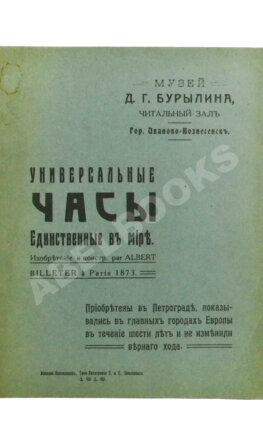 МУЗЕЙ
Д. Г. БУРЫЛИНА,
ЧИТАЛЬНЫЙ ЗАЛЪ
Гор. Иваново-Вознесенскъ.
УНИВЕРСАЛЬНЫЕ
ЧАСЫ
Единственные въ мірѣ.
Изобрѣтеніе и констр. par ALBERT
BILLETER à Paris 1873.
Пріобрѣтены въ Петроградѣ, показы-
вались въ главныхъ городахъ Европы
въ теченіе шести лѣтъ и не измѣнили
вѣрнаго хода.